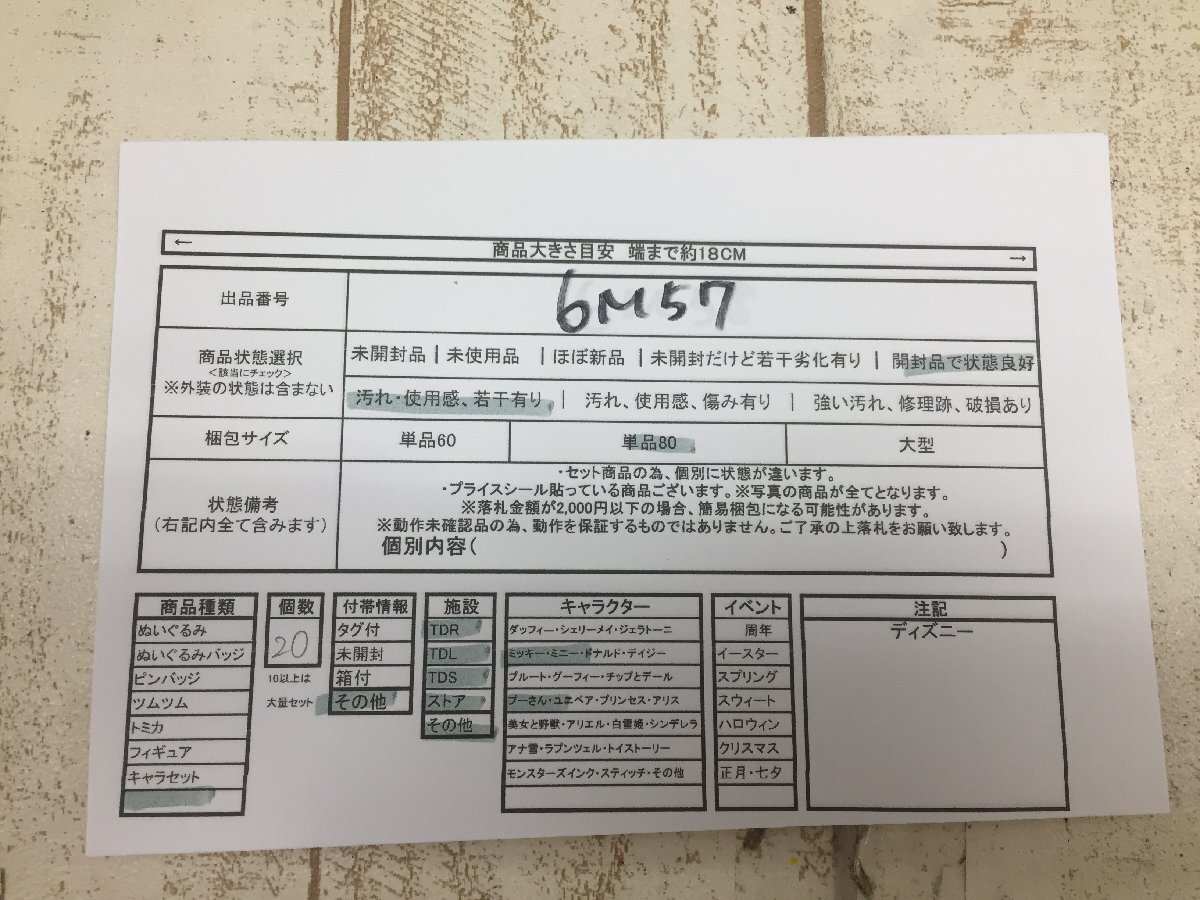 ← 商品大きさ目安 端まで約18CM →
出品番号 6M57
商品状態選択
<該当にチェック>
※外装の状態は含まない
未開封品 | 未使用品 | ほぼ新品 | 未開封だけど若干劣化有り | 開封品で状態良好
汚れ・使用感、若干有り | 汚れ、使用感、傷み有り | 強い汚れ、修理跡、破損あり
梱包サイズ 単品60 単品80 大型
状態備考
(右記内全て含みます)
・セット商品の為、個別に状態が違います。
・プライスシール貼っている商品ございます。※写真の商品が全てとなります。
※落札金額が2,000円以下の場合、簡易梱包になる可能性があります。
※動作未確認品の為、動作を保証するものではありません。ご了承の上落札をお願い致します。
個別内容( )
商品種類
ぬいぐるみ
ぬいぐるみバッジ
ピンバッジ
ツムツム
トミカ
フィギュア
キャラセット
個数
20
10以上は
大量セット
付帯情報
タグ付
未開封
箱付
その他
施設
TDR
TDL
TDS
ストア
その他
キャラクター
ダッフィー・シェリーメイ・ジェラトーニ
ミッキー・ミニー・ドナルド・デイジー
プルート・グーフィー・チップとデール
プーさん・ユニベア・プリンセス・アリス
美女と野獣・アリエル・白雪姫・シンデレラ
アナ雪・ラプンツェル・トイストーリー
モンスターズインク・スティッチ・その他
イベント
周年
イースター
スプリング
スウィート
ハロウィン
クリスマス
正月・七夕
注記
ディズニー